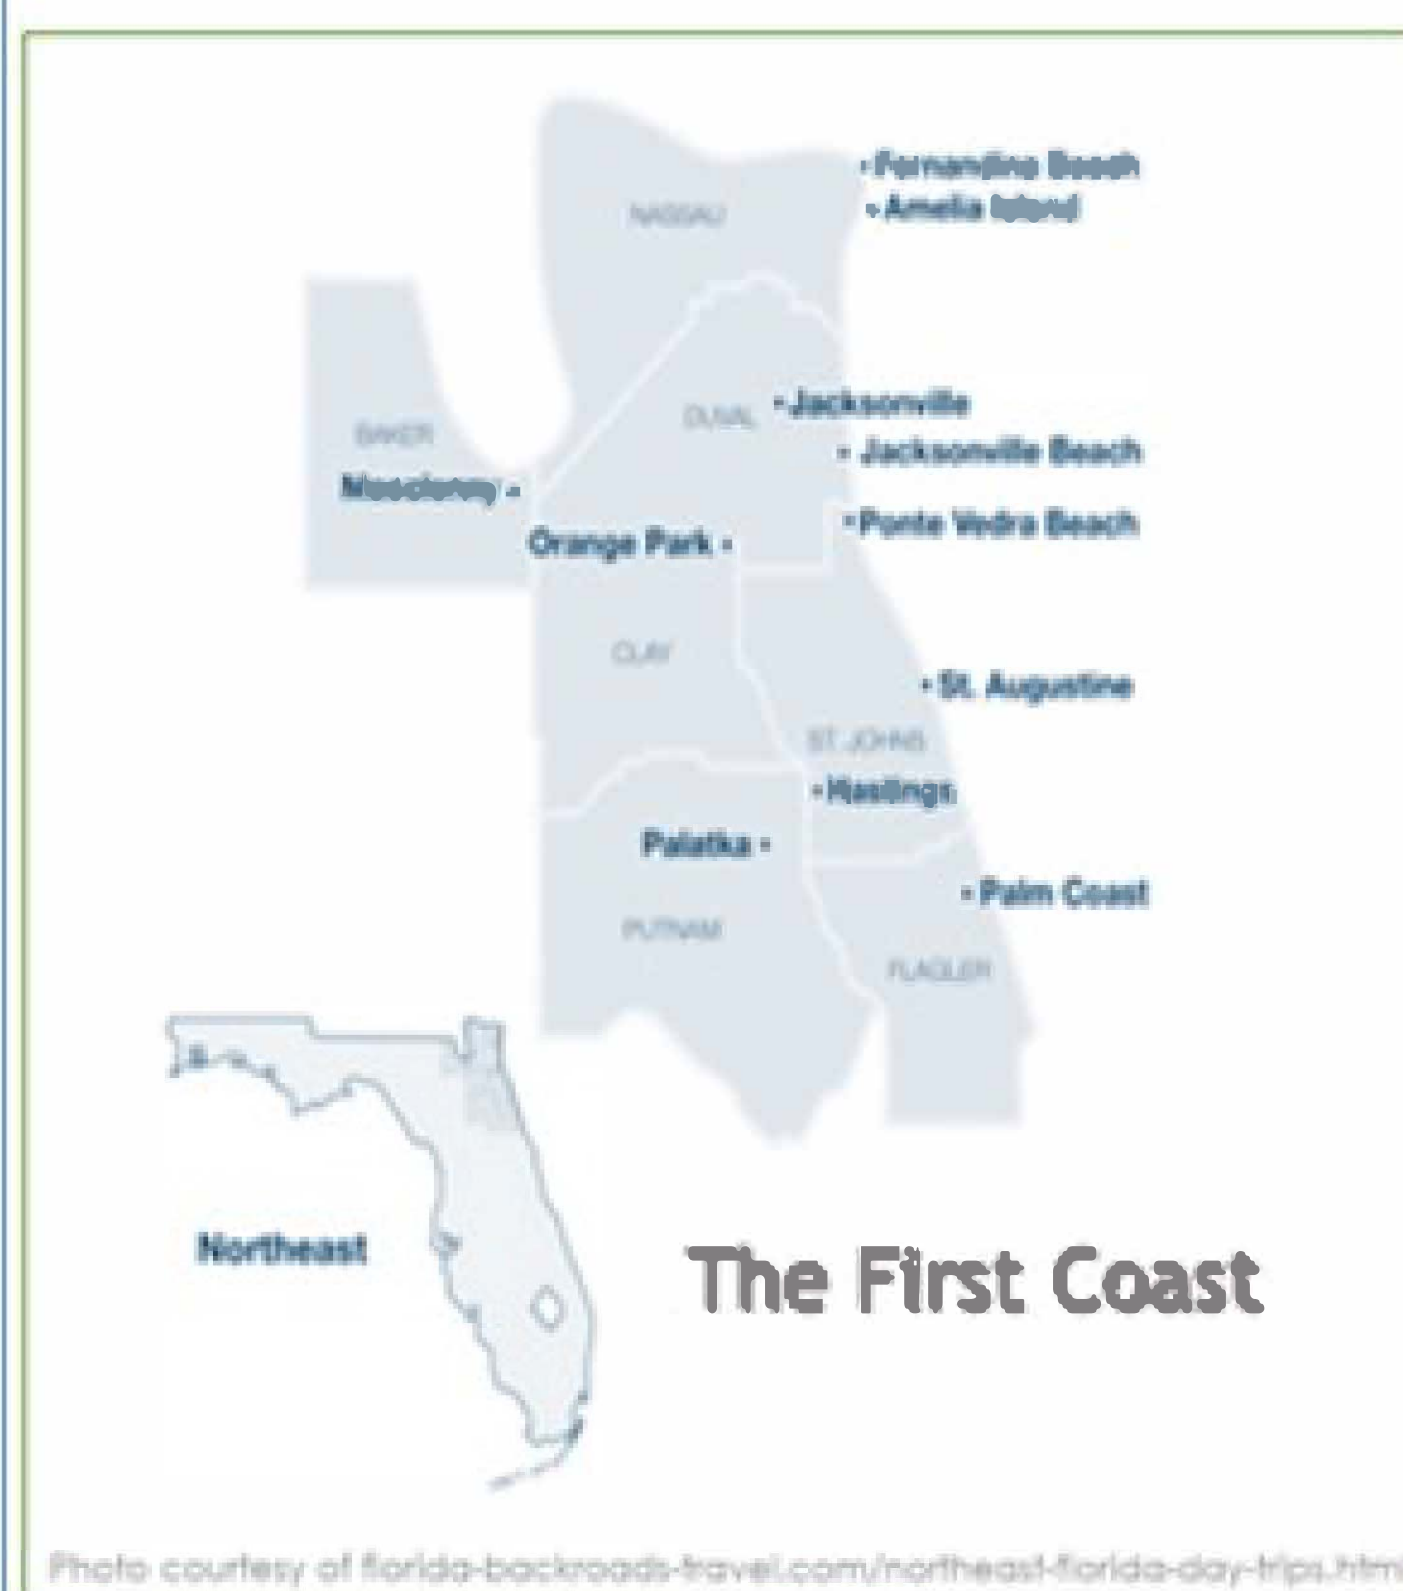 Fernandina Beach
Amelia Island
NASSAU
Jacksonville
DUVAL
BAKER
Jacksonville Beach
Ponte Vedra Beach
Orange Park
CLAY
St. Augustine
ST. JOHNS
Hastings
Palatka
Palm Coast
PUTNAM
FLAGLER
Northeast
The First Coast
Photo courtesy of florida-backroads-travel.com/northeast-florida-day-trips.html